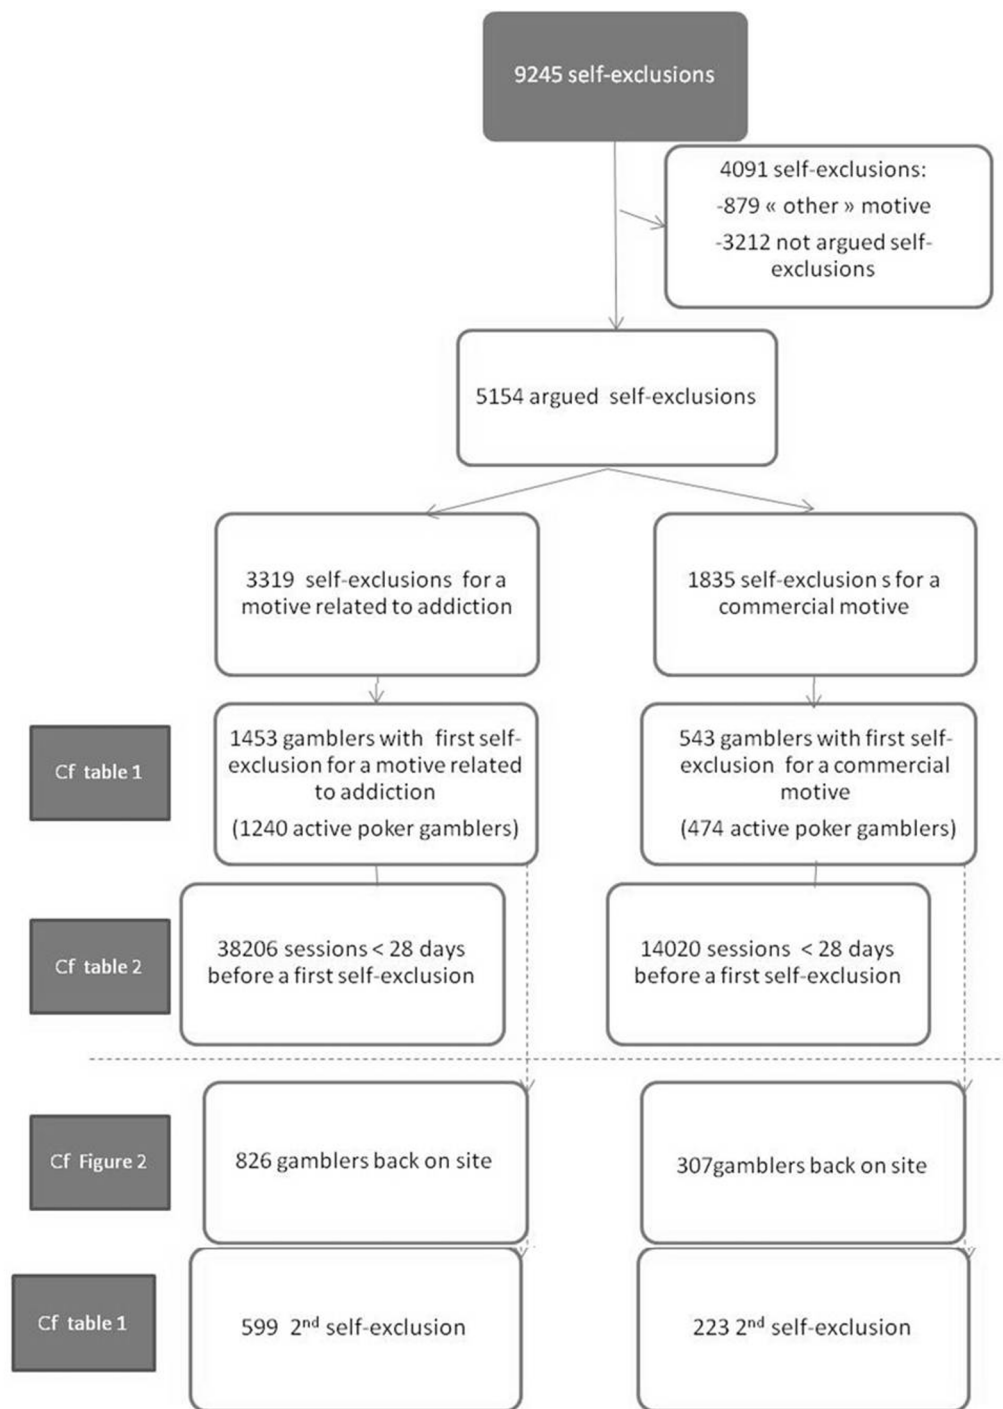 9245 self-exclusions
4091 self-exclusions:
-879 « other » motive
-3212 not argued self-
exclusions
5154 argued self-exclusions
3319 self-exclusions for a
motive related to addiction
1835 self-exclusion s for a
commercial motive
Cf table 1
1453 gamblers with first self-
exclusion for a motive related
to addiction
(1240 active poker gamblers)
543 gamblers with first self-
exclusion for a commercial
motive
(474 active poker gamblers)
Cf table 2
38206 sessions < 28 days
before a first self-exclusion
14020 sessions < 28 days
before a first self-exclusion
Cf Figure 2
826 gamblers back on site
307gamblers back on site
Cf table 1
599 2nd self-exclusion
223 2nd self-exclusion